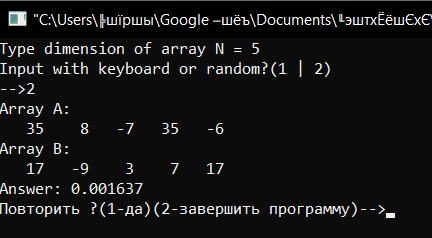 "C:\Users\╠шїршы\Google –шёъ\Documents\╙эштхЁёшЄхЄ\
Type dimension of array N = 5
Input with keyboard or random?(1 | 2)
-->2
Array A:
35 8 -7 35 -6
Array B:
17 -9 3 7 17
Answer: 0.001637
Повторить ?(1-да)(2-завершить программу)-->_